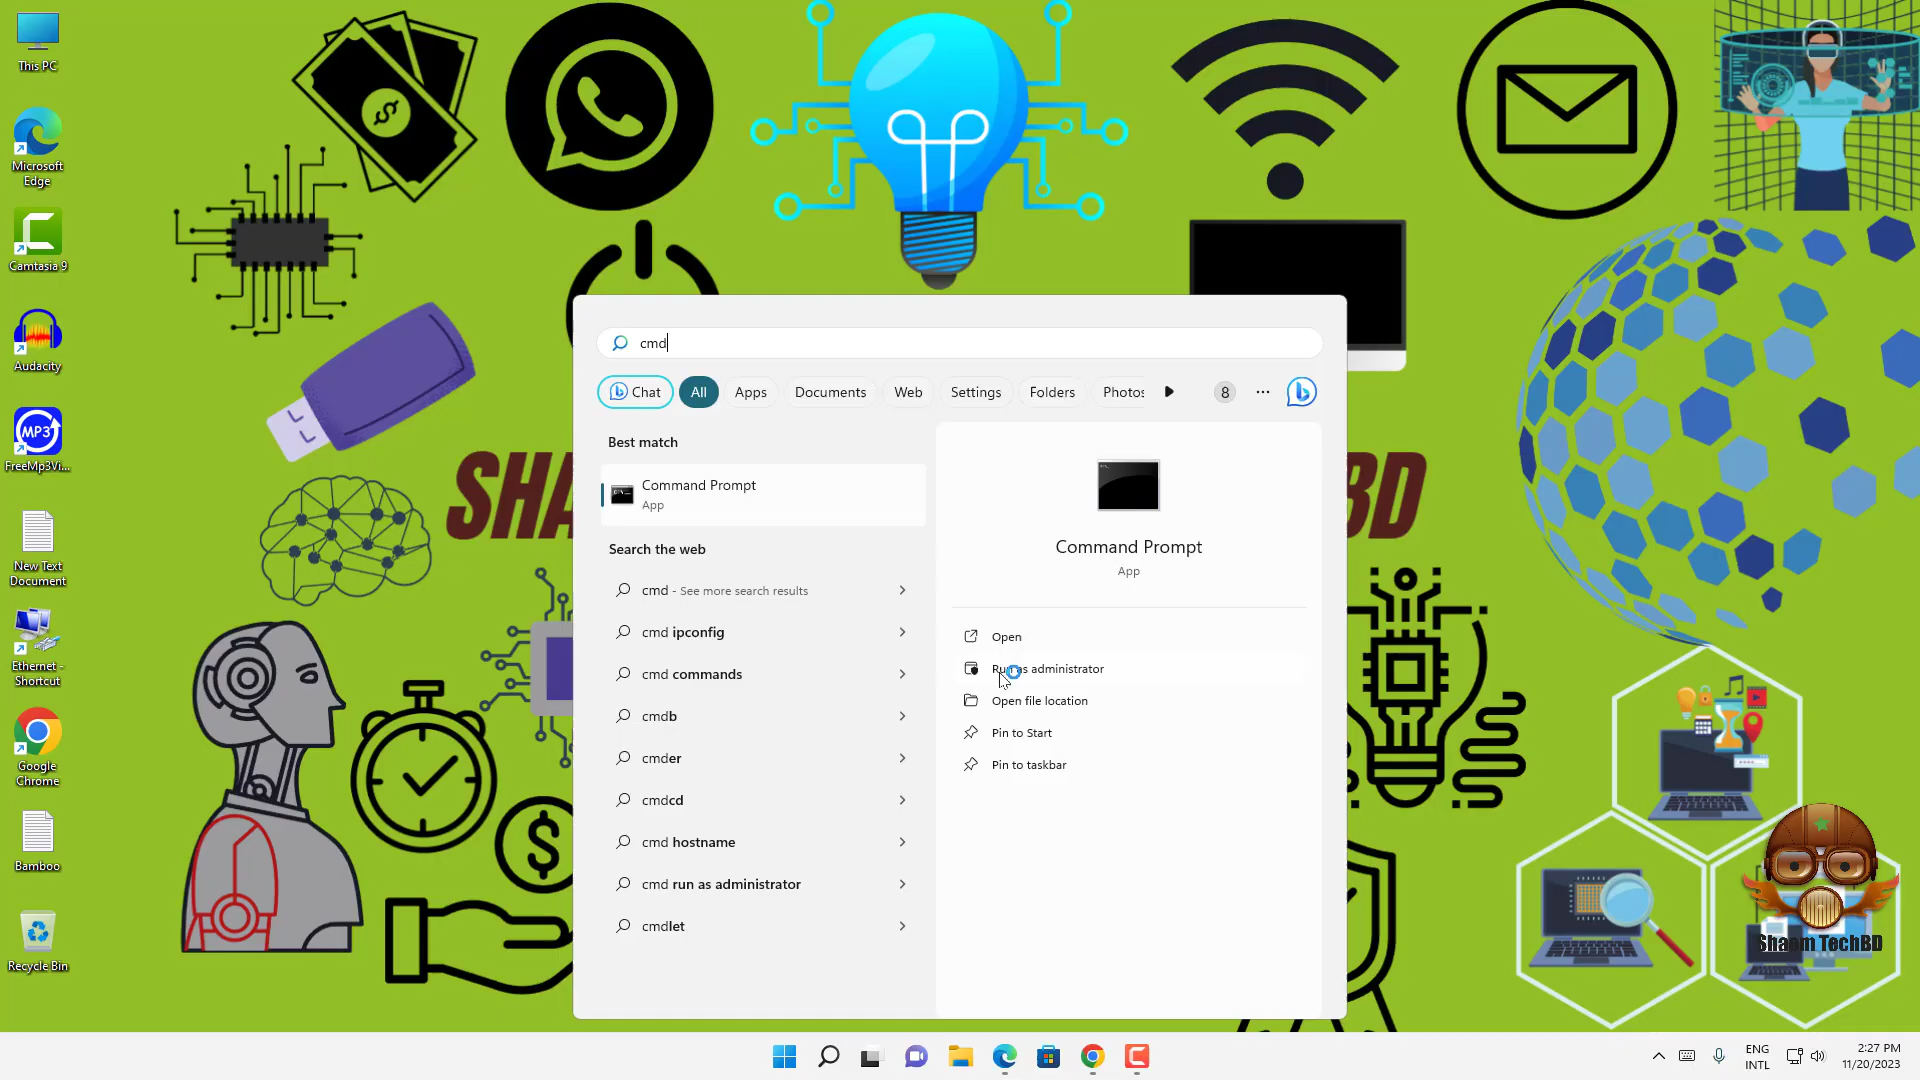 This PC
Microsoft
Edge
Camtasia 9
Audacity
MP3
FreeMp3Vi...
New Text
Document
Ethernet -
Shortcut
Google
Chrome
Bamboo
Recycle Bin
cmd
Chat
All
Apps
Documents
Web
Settings
Folders
Photos
8
Best match
Command Prompt
App
Search the web
cmd - See more search results
cmd ipconfig
cmd commands
cmdb
cmder
cmdcd
cmd hostname
cmd run as administrator
cmdlet
Command Prompt
App
Open
Run as administrator
Open file location
Pin to Start
Pin to taskbar
SHA
BD
Shaom TechBD
ENG
INTL
2:27 PM
11/20/2023